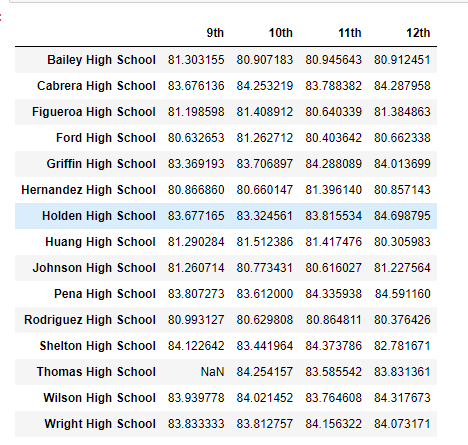 9th 10th 11th 12th
Bailey High School 81.303155 80.907183 80.945643 80.912451
Cabrera High School 83.676136 84.253219 83.788382 84.287958
Figueroa High School 81.198598 81.408912 80.640339 81.384863
Ford High School 80.632653 81.262712 80.403642 80.662338
Griffin High School 83.369193 83.706897 84.288089 84.013699
Hernandez High School 80.866860 80.660147 81.396140 80.857143
Holden High School 83.677165 83.324561 83.815534 84.698795
Huang High School 81.290284 81.512386 81.417476 80.305983
Johnson High School 81.260714 80.773431 80.616027 81.227564
Pena High School 83.807273 83.612000 84.335938 84.591160
Rodriguez High School 80.993127 80.629808 80.864811 80.376426
Shelton High School 84.122642 83.441964 84.373786 82.781671
Thomas High School NaN 84.254157 83.585542 83.831361
Wilson High School 83.939778 84.021452 83.764608 84.317673
Wright High School 83.833333 83.812757 84.156322 84.073171